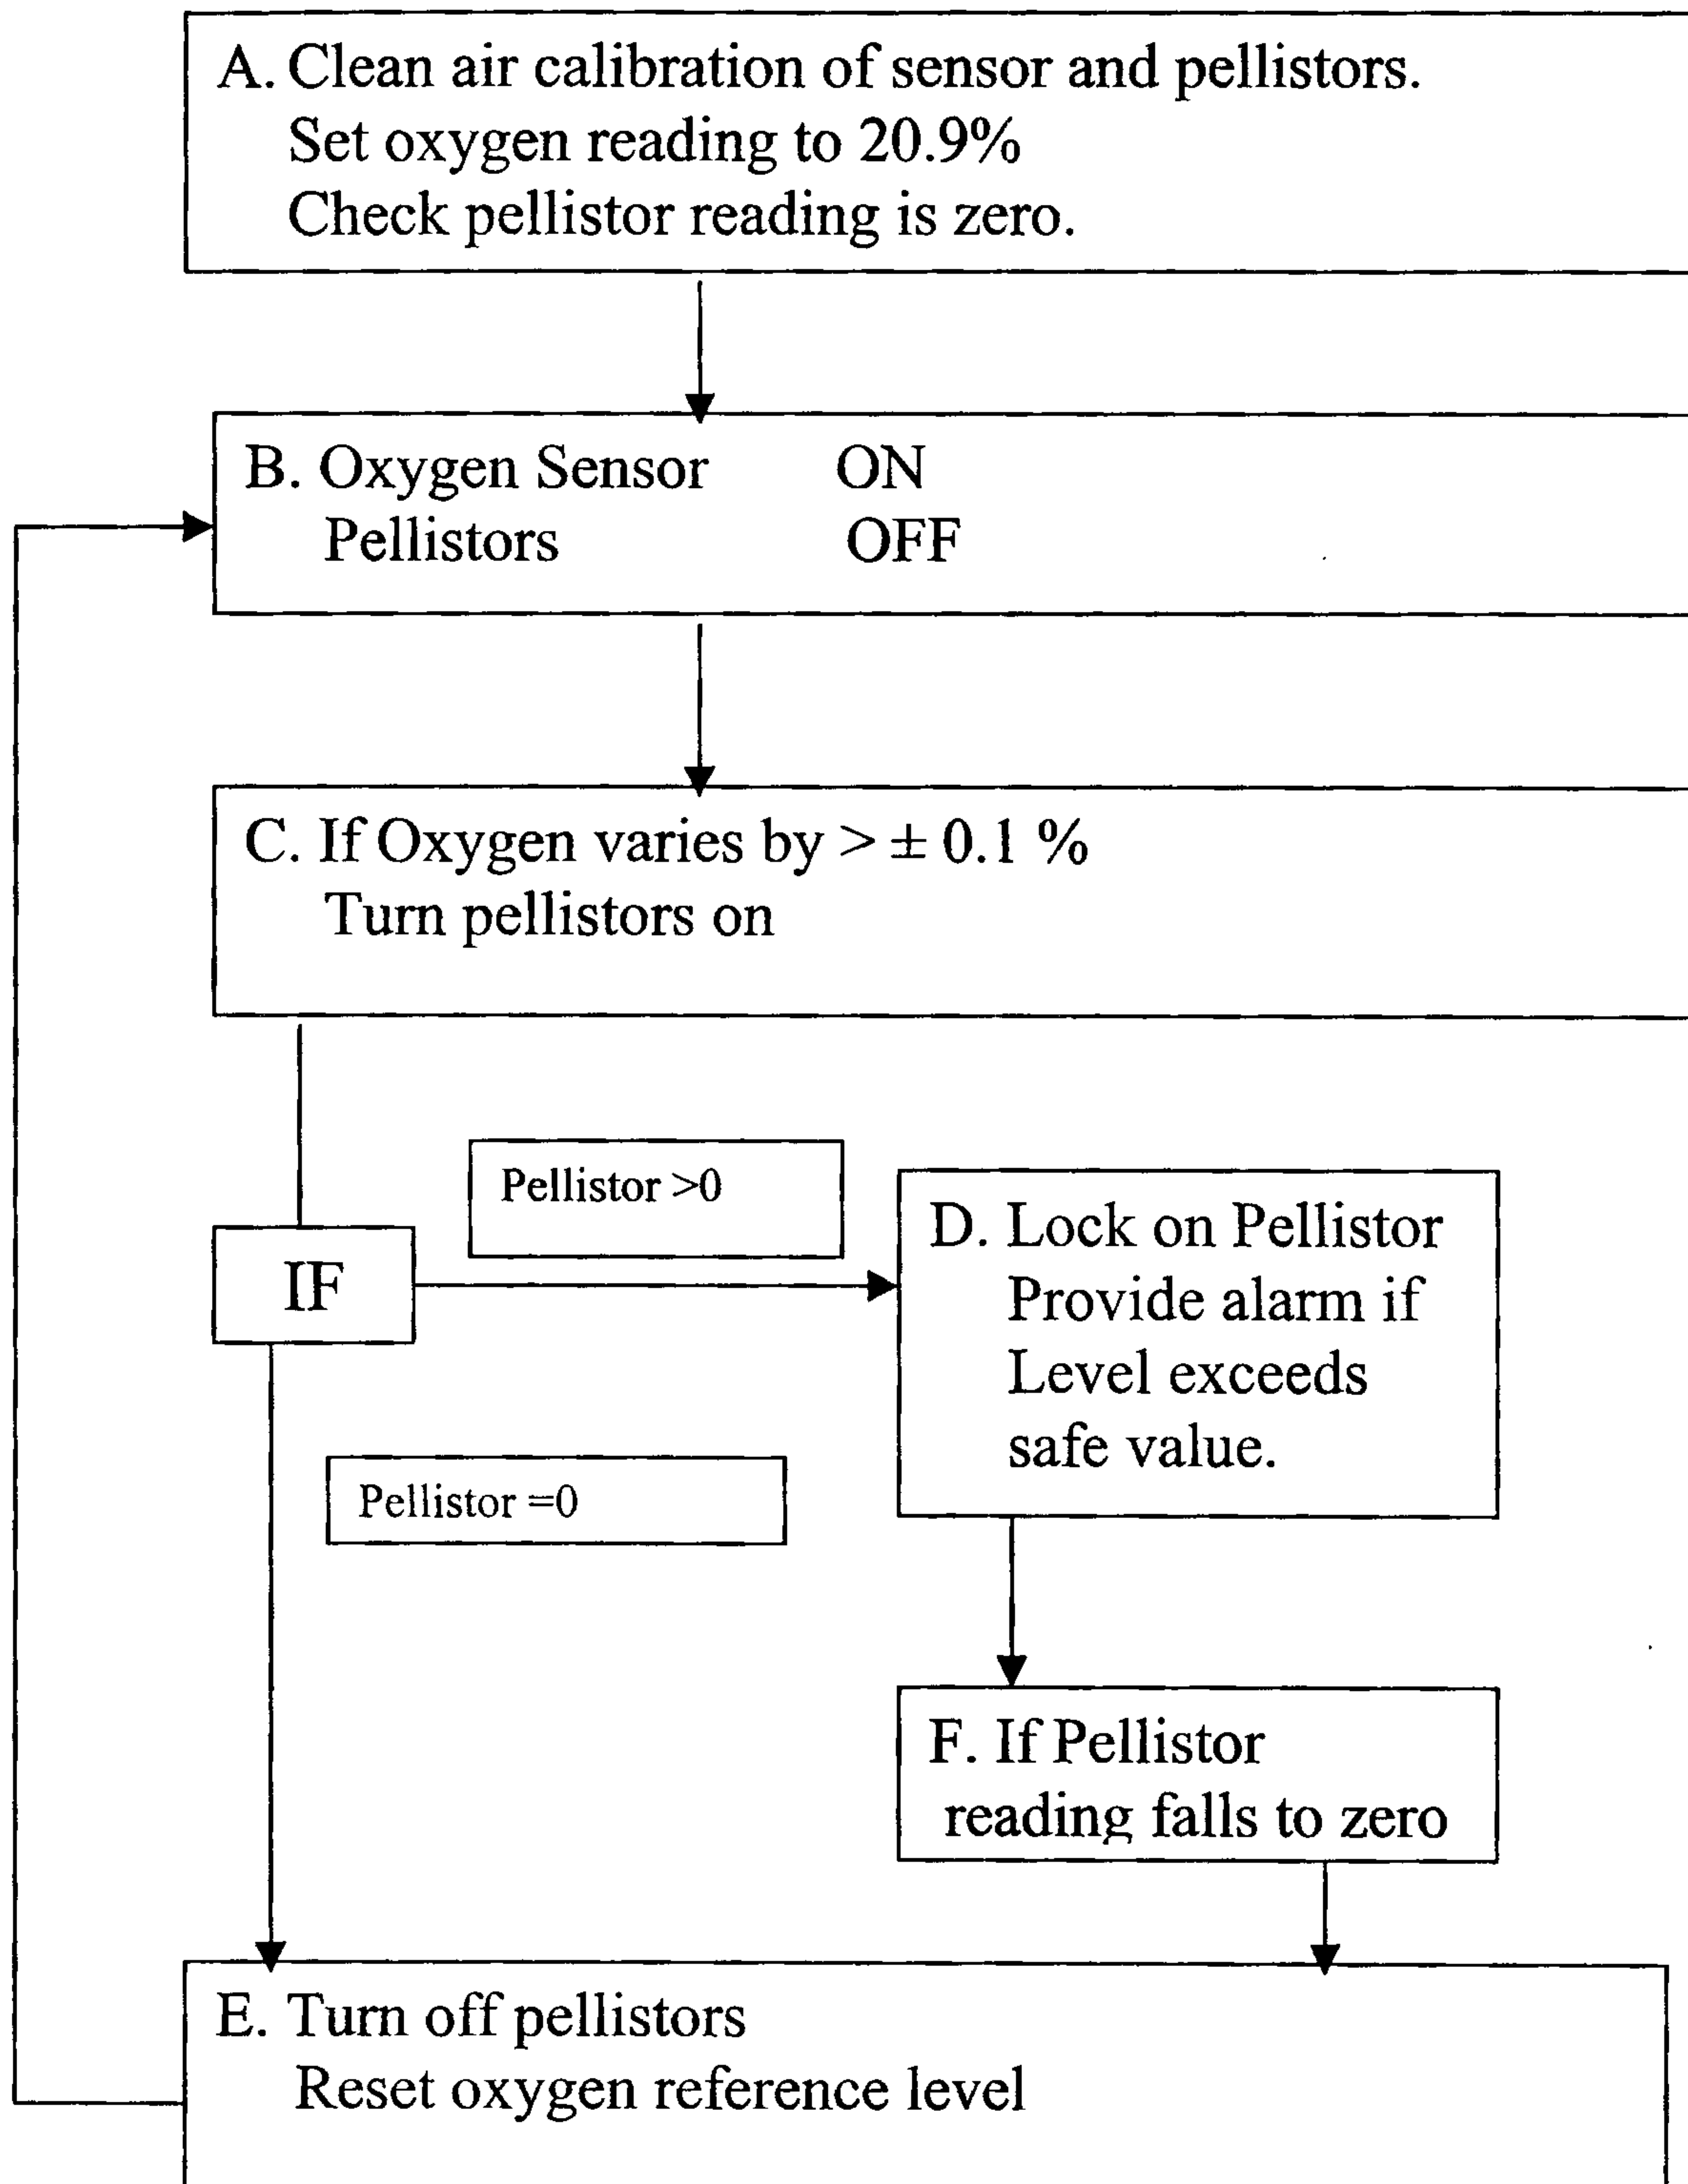 A. Clean air calibration of sensor and pellistors.
Set oxygen reading to 20.9%
Check pellistor reading is zero.
B. Oxygen Sensor ON
Pellistors OFF
C. If Oxygen varies by > ± 0.1 %
Turn pellistors on
Pellistor >0
IF
D. Lock on Pellistor
Provide alarm if
Level exceeds
safe value.
Pellistor =0
F. If Pellistor
reading falls to zero
E. Turn off pellistors
Reset oxygen reference level